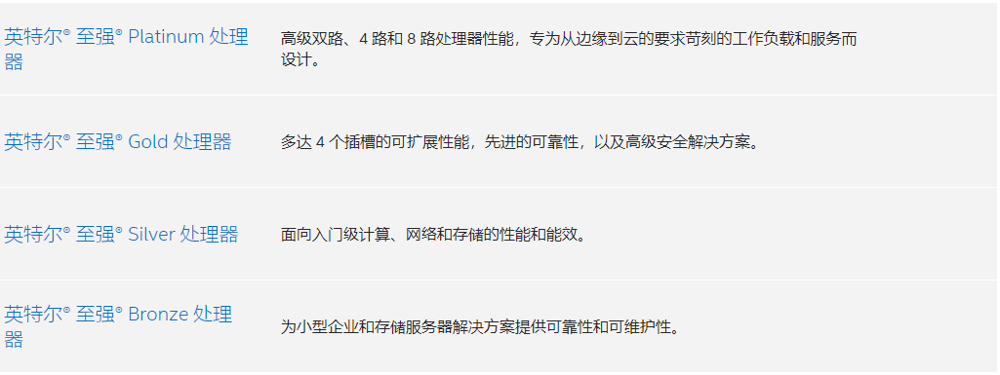 英特尔® 至强® Platinum 处理
器
高级双路、4 路和 8 路处理器性能，专为从边缘到云的要求苛刻的工作负载和服务而
设计。
英特尔® 至强® Gold 处理器
多达 4 个插槽的可扩展性能，先进的可靠性，以及高级安全解决方案。
英特尔® 至强® Silver 处理器
面向入门级计算、网络和存储的性能和能效。
英特尔® 至强® Bronze 处理
器
为小型企业和存储服务器解决方案提供可靠性和可维护性。